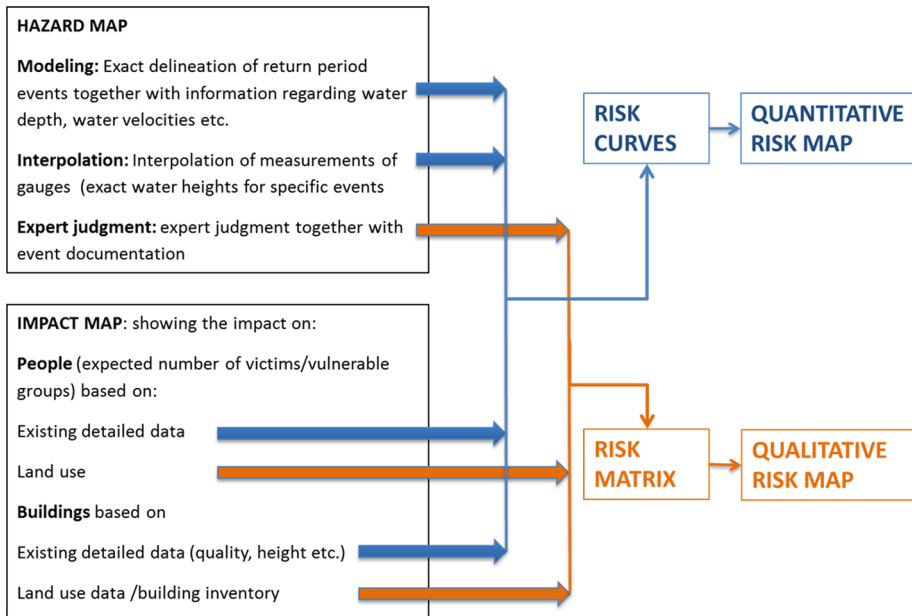 HAZARD MAP
Modeling: Exact delineation of return period
events together with information regarding water
depth, water velocities etc.
Interpolation: Interpolation of measurements of
gauges  (exact water heights for specific events
Expert judgment: expert judgment together with
event documentation
IMPACT MAP: showing the impact on:
People (expected number of victims/vulnerable
groups) based on:
Existing detailed data
Land use
Buildings based on
Existing detailed data (quality, height etc.)
Land use data /building inventory
RISK
CURVES
QUANTITATIVE
RISK MAP
RISK
MATRIX
QUALITATIVE
RISK MAP